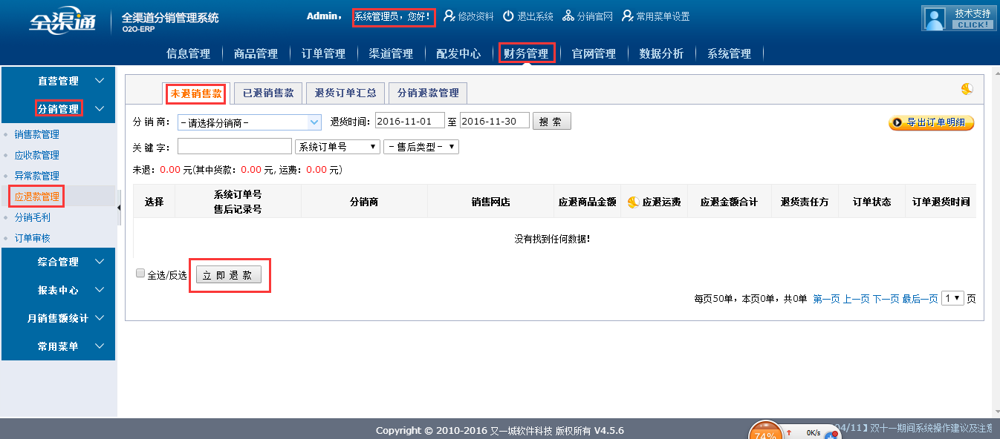 全渠通 全渠道分销管理系统
O2O-ERP
Admin， 系统管理员，您好！ 修改资料 退出系统 分销官网 常用菜单设置
技术支持
CLICK!
信息管理 商品管理 订单管理 渠道管理 配发中心 财务管理 官网管理 数据分析 系统管理
直营管理
分销管理
销售款管理
应收款管理
异常款管理
应退款管理
分销毛利
订单审核
综合管理
报表中心
月销售额统计
常用菜单
未退销售款 已退销售款 退货订单汇总 分销退款管理
分 销 商： - 请选择分销商 - 退货时间： 2016-11-01 至 2016-11-30 搜 索
导出订单明细
关 键 字： 系统订单号 - 售后类型 -
未退：0.00 元(其中货款：0.00 元, 运费：0.00 元)
选择 系统订单号 售后记录号 分销商 销售网店 应退商品金额 应退运费 应退金额合计 退货责任方 订单状态 订单退货时间
没有找到任何数据!
全选/反选 立 即 退 款
每页50单，本页0单，共0单 第一页 上一页 下一页 最后一页 1 页
Copyright © 2010-2016 又一城软件科技 版权所有 V4.5.6
74% 0K/s 04/11】双十一期间系统操作建议及注意